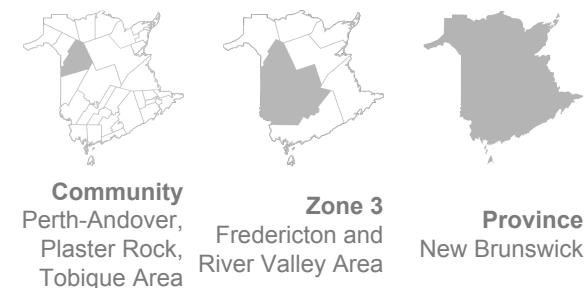 Community
Perth-Andover,
Plaster Rock,
Tobique Area
Zone 3
Fredericton and
River Valley Area
Province
New Brunswick